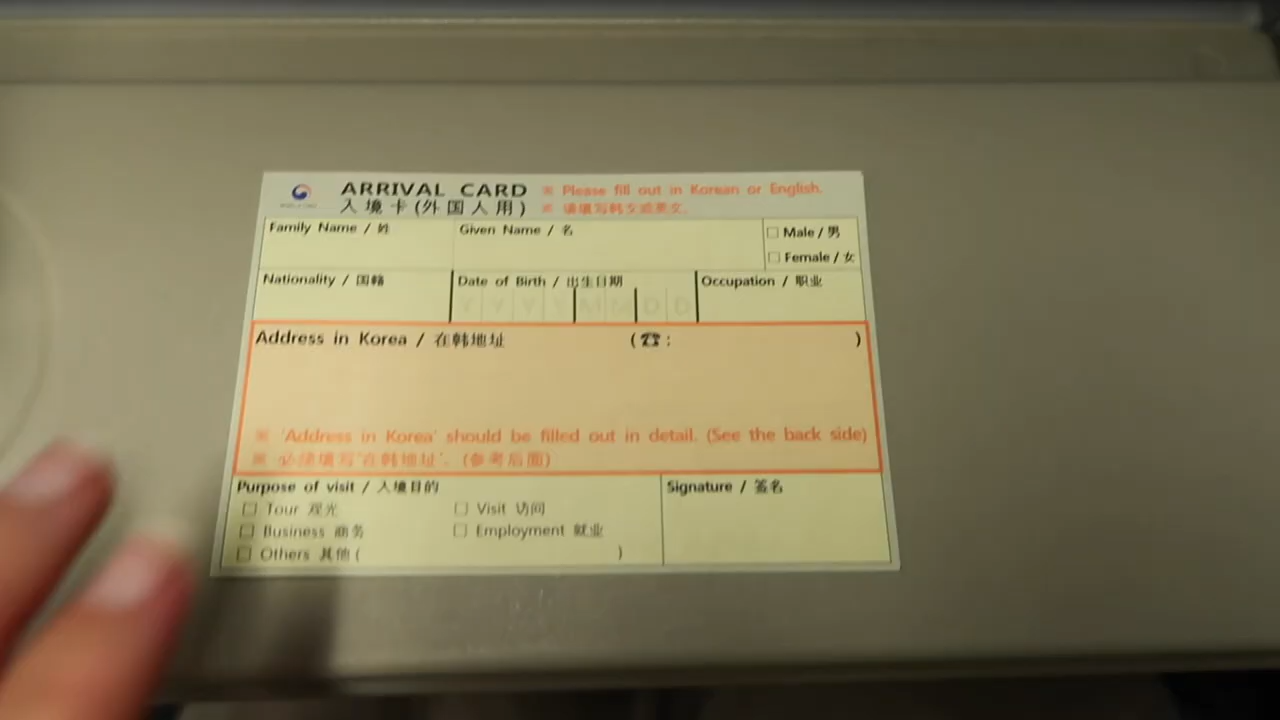 ARRIVAL CARD ※ Please fill out in Korean or English.
入境卡(外国人用) ※ 请填写韩文或英文.
Family Name / 姓 Given Name / 名 □ Male / 男
□ Female / 女
Nationality / 国籍 Date of Birth / 出生日期 Occupation / 职业
Y Y Y Y M M D D
Address in Korea / 在韩地址 (☎ : )
※ 'Address in Korea' should be filled out in detail. (See the back side)
※ 必须填写'在韩地址'. (参考后面)
Purpose of visit / 入境目的 Signature / 签名
□ Tour 观光 □ Visit 访问
□ Business 商务 □ Employment 就业
□ Others 其他 ( )